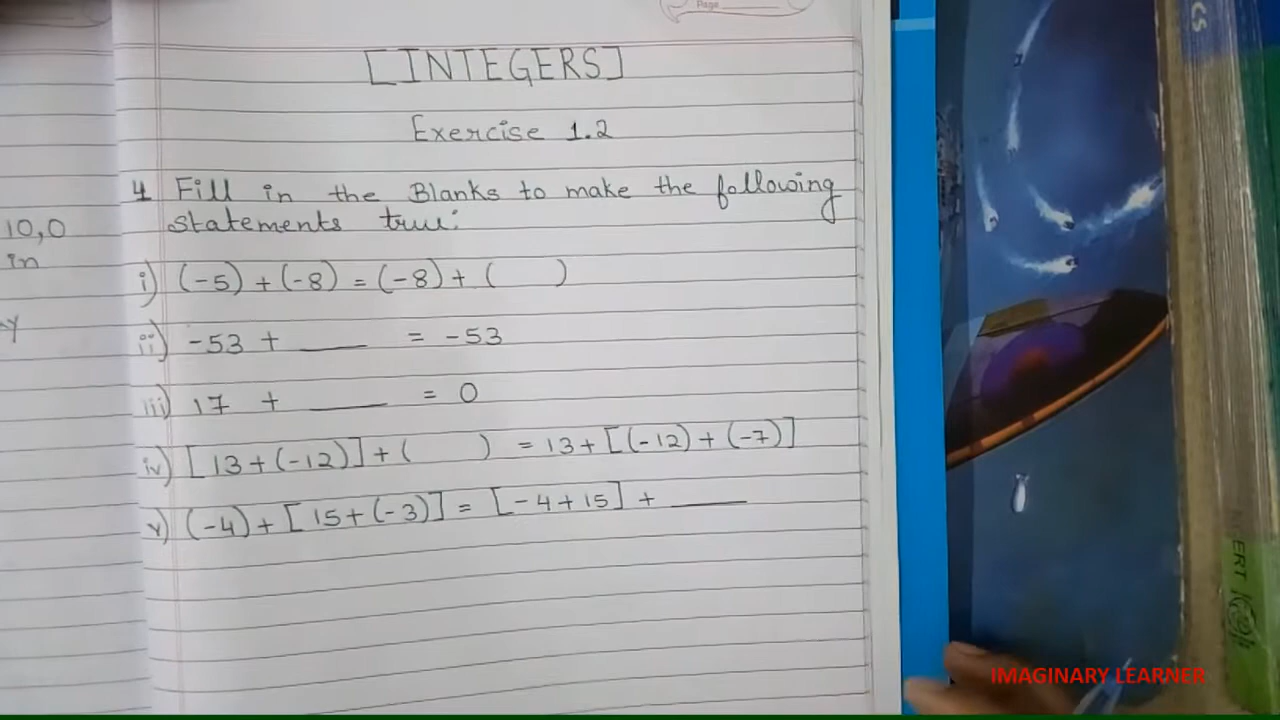 Page
[INTEGERS]
Exercise 1.2
4 Fill in the Blanks to make the following
statements true:
i) (-5) + (-8) = (-8) + (    )
ii) -53 + ____ = -53
iii) 17 + ____ = 0
iv) [13 + (-12)] + (    ) = 13 + [(-12) + (-7)]
v) (-4) + [15 + (-3)] = [-4 + 15] + ____
10,0
in
CS
IMAGINARY LEARNER